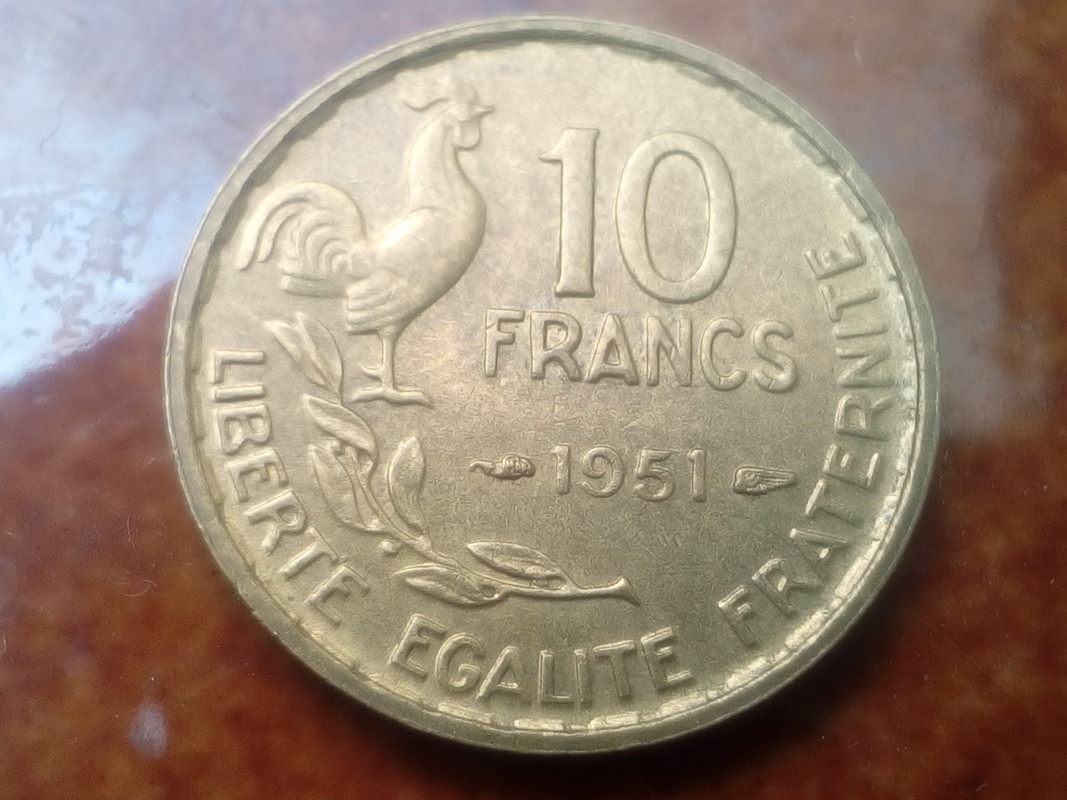 10
FRANCS
1951
LIBERTE EGALITE FRATERNITE